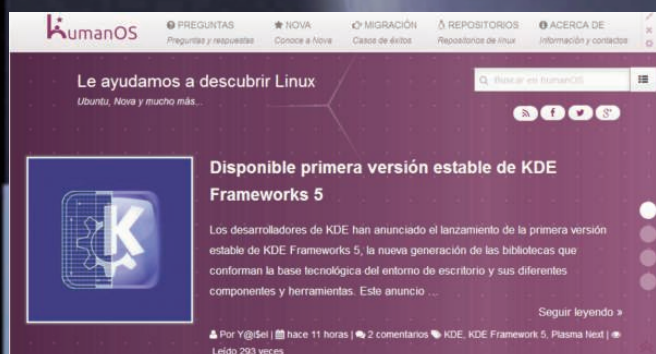 humanOS
PREGUNTAS
Preguntas y respuestas
NOVA
Conoce a Nova
MIGRACIÓN
Casos de éxitos
REPOSITORIOS
Repositorios de linux
ACERCA DE
Información y contactos
Le ayudamos a descubrir Linux
Ubuntu, Nova y mucho más...
Buscar en humanOS
Disponible primera versión estable de KDE
Frameworks 5
Los desarrolladores de KDE han anunciado el lanzamiento de la primera versión
estable de KDE Frameworks 5, la nueva generación de las bibliotecas que
conforman la base tecnológica del entorno de escritorio y sus diferentes
componentes y herramientas. Este anuncio ...
Seguir leyendo »
Por Y@i$el | hace 11 horas | 2 comentarios KDE, KDE Framework 5, Plasma Next |
Leído 293 veces